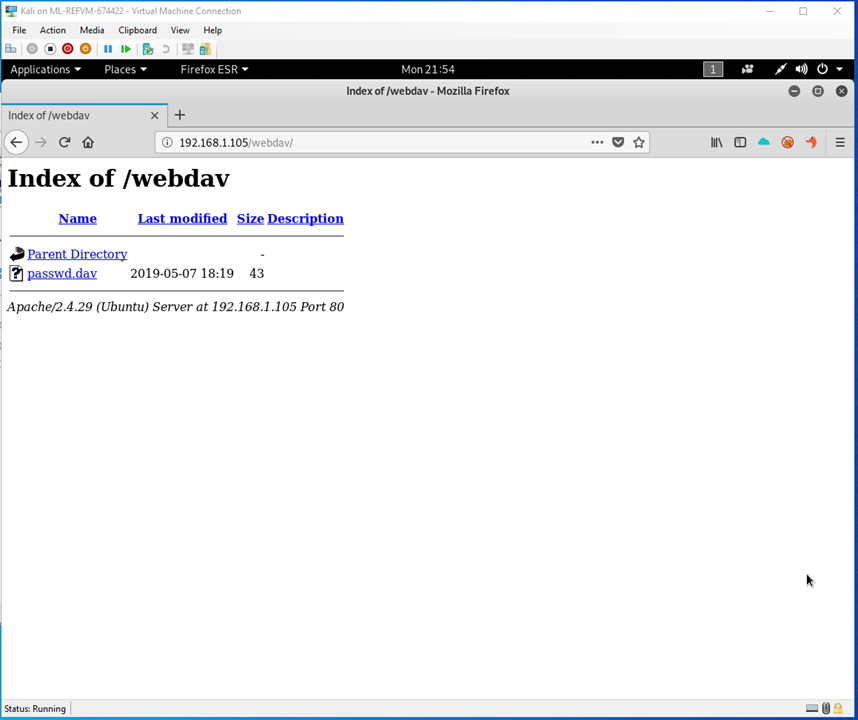 Kali on ML-REFVM-674422 - Virtual Machine Connection
File Action Media Clipboard View Help
Applications Places Firefox ESR Mon 21:54 1
Index of /webdav - Mozilla Firefox
Index of /webdav
192.168.1.105/webdav/
Index of /webdav
Name Last modified Size Description
Parent Directory -
passwd.dav 2019-05-07 18:19 43
Apache/2.4.29 (Ubuntu) Server at 192.168.1.105 Port 80
Status: Running